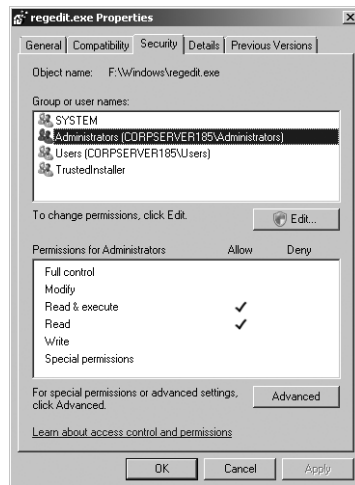 regedit.exe Properties
General Compatibility Security Details Previous Versions
Object name: F:\Windows\regedit.exe
Group or user names:
SYSTEM
Administrators (CORPSERVER185\Administrators)
Users (CORPSERVER185\Users)
TrustedInstaller
To change permissions, click Edit. Edit...
Permissions for Administrators Allow Deny
Full control
Modify
Read & execute
Read
Write
Special permissions
For special permissions or advanced settings,
click Advanced. Advanced
Learn about access control and permissions
OK Cancel Apply